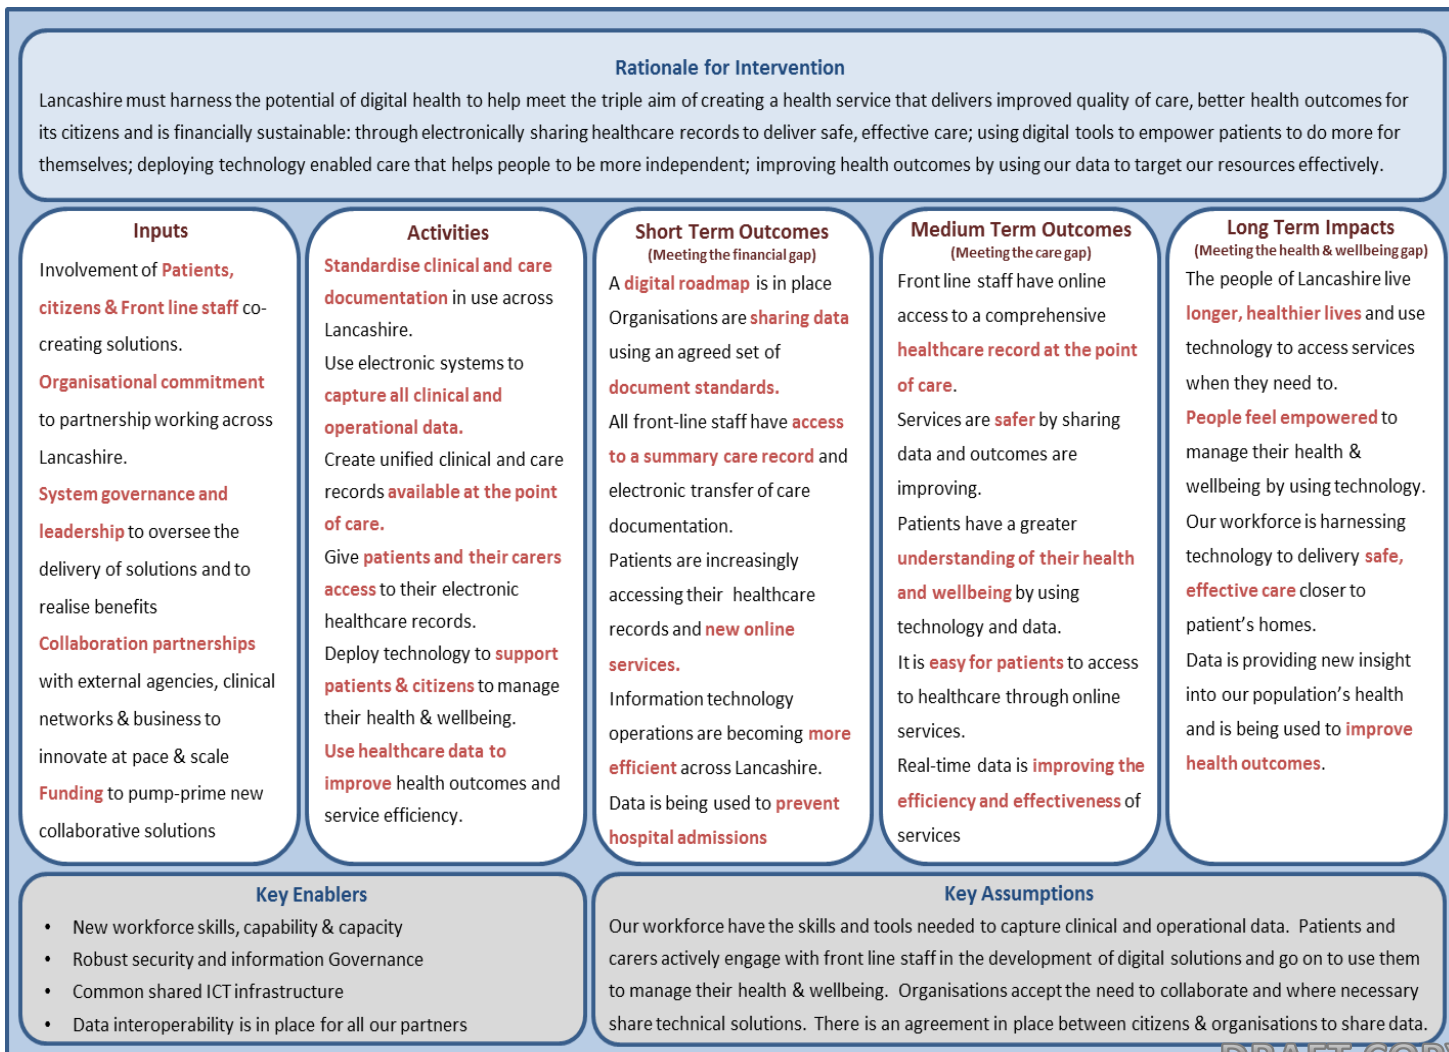 Rationale for Intervention
Lancashire must harness the potential of digital health to help meet the triple aim of creating a health service that delivers improved quality of care, better health outcomes for
its citizens and is financially sustainable: through electronically sharing healthcare records to deliver safe, effective care; using digital tools to empower patients to do more for
themselves; deploying technology enabled care that helps people to be more independent; improving health outcomes by using our data to target our resources effectively.
Inputs
Involvement of Patients,
citizens & Front line staff co-
creating solutions.
Organisational commitment
to partnership working across
Lancashire.
System governance and
leadership to oversee the
delivery of solutions and to
realise benefits
Collaboration partnerships
with external agencies, clinical
networks & business to
innovate at pace & scale
Funding to pump-prime new
collaborative solutions
Activities
Standardise clinical and care
documentation in use across
Lancashire.
Use electronic systems to
capture all clinical and
operational data.
Create unified clinical and care
records available at the point
of care.
Give patients and their carers
access to their electronic
healthcare records.
Deploy technology to support
patients & citizens to manage
their health & wellbeing.
Use healthcare data to
improve health outcomes and
service efficiency.
Short Term Outcomes
(Meeting the financial gap)
A digital roadmap is in place
Organisations are sharing data
using an agreed set of
document standards.
All front-line staff have access
to a summary care record and
electronic transfer of care
documentation.
Patients are increasingly
accessing their healthcare
records and new online
services.
Information technology
operations are becoming more
efficient across Lancashire.
Data is being used to prevent
hospital admissions
Medium Term Outcomes
(Meeting the care gap)
Front line staff have online
access to a comprehensive
healthcare record at the point
of care.
Services are safer by sharing
data and outcomes are
improving.
Patients have a greater
understanding of their health
and wellbeing by using
technology and data.
It is easy for patients to access
to healthcare through online
services.
Real-time data is improving the
efficiency and effectiveness of
services
Long Term Impacts
(Meeting the health & wellbeing gap)
The people of Lancashire live
longer, healthier lives and use
technology to access services
when they need to.
People feel empowered to
manage their health &
wellbeing by using technology.
Our workforce is harnessing
technology to delivery safe,
effective care closer to
patient's homes.
Data is providing new insight
into our population's health
and is being used to improve
health outcomes.
Key Enablers
• New workforce skills, capability & capacity
• Robust security and information Governance
• Common shared ICT infrastructure
• Data interoperability is in place for all our partners
Key Assumptions
Our workforce have the skills and tools needed to capture clinical and operational data. Patients and
carers actively engage with front line staff in the development of digital solutions and go on to use them
to manage their health & wellbeing. Organisations accept the need to collaborate and where necessary
share technical solutions. There is an agreement in place between citizens & organisations to share data.